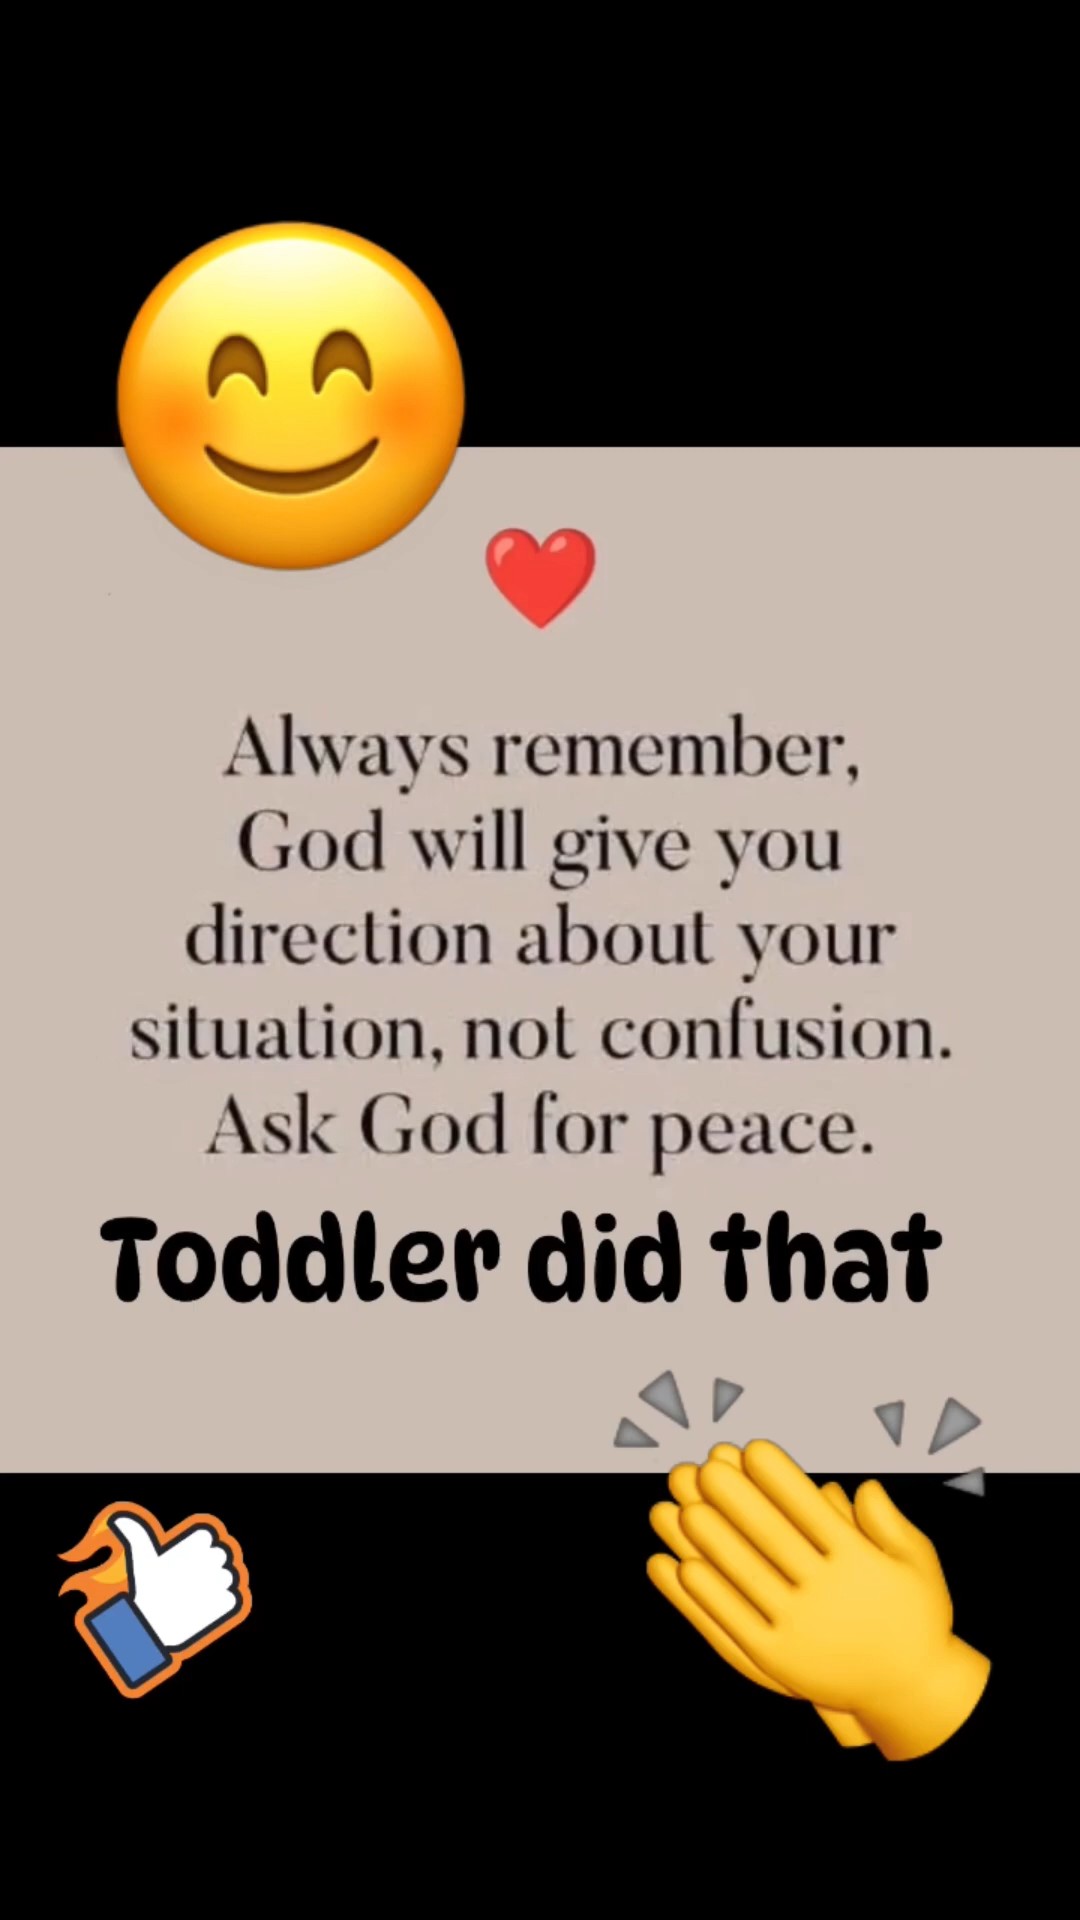 Always remember,
God will give you
direction about your
situation, not confusion.
Ask God for peace.
Toddler did that